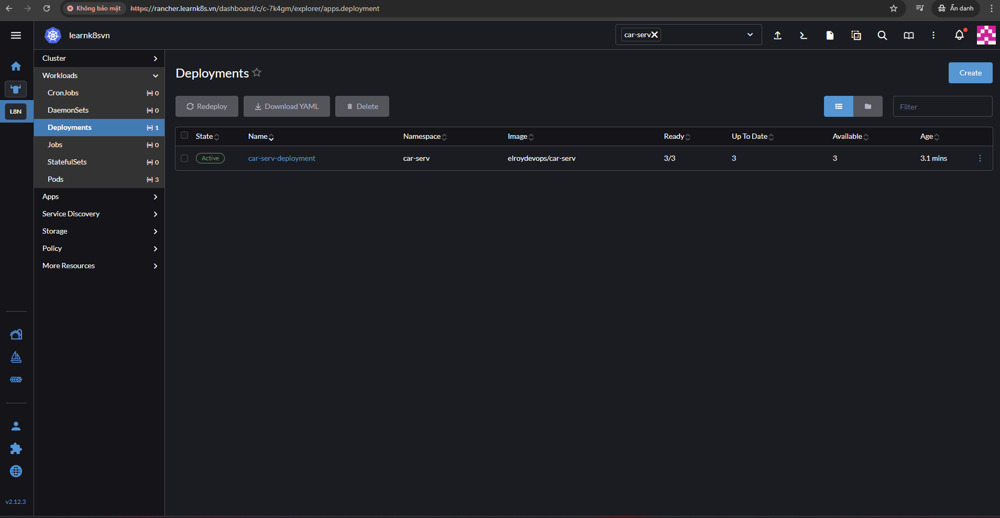 Không bảo mật https://rancher.learnk8s.vn/dashboard/c/c-7k4gm/explorer/apps.deployment Ẩn danh
learnk8svn car-serv
Cluster
Workloads
CronJobs 0
DaemonSets 0
Deployments 1
Jobs 0
StatefulSets 0
Pods 3
Apps
Service Discovery
Storage
Policy
More Resources
L8N
v2.12.3
Deployments Create
Redeploy Download YAML Delete Filter
State Name Namespace Image Ready Up To Date Available Age
Active car-serv-deployment car-serv elroydevops/car-serv 3/3 3 3 3.1 mins